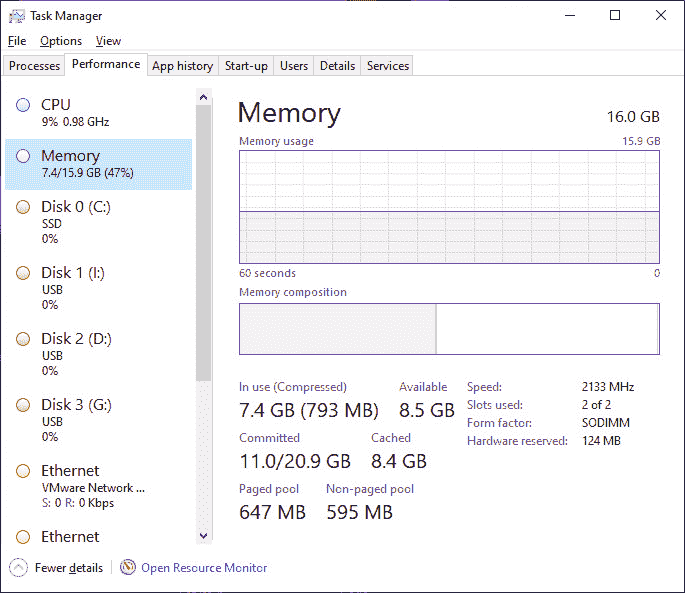 Task Manager
File Options View
Processes Performance App history Start-up Users Details Services
CPU
9% 0.98 GHz
Memory
7.4/15.9 GB (47%)
Disk 0 (C:)
SSD
0%
Disk 1 (I:)
USB
0%
Disk 2 (D:)
USB
0%
Disk 3 (G:)
USB
0%
Ethernet
VMware Network ...
S: 0 R: 0 Kbps
Ethernet
Memory 16.0 GB
Memory usage 15.9 GB
60 seconds 0
Memory composition
In use (Compressed) Available
7.4 GB (793 MB) 8.5 GB
Committed Cached
11.0/20.9 GB 8.4 GB
Paged pool Non-paged pool
647 MB 595 MB
Speed: 2133 MHz
Slots used: 2 of 2
Form factor: SODIMM
Hardware reserved: 124 MB
Fewer details Open Resource Monitor